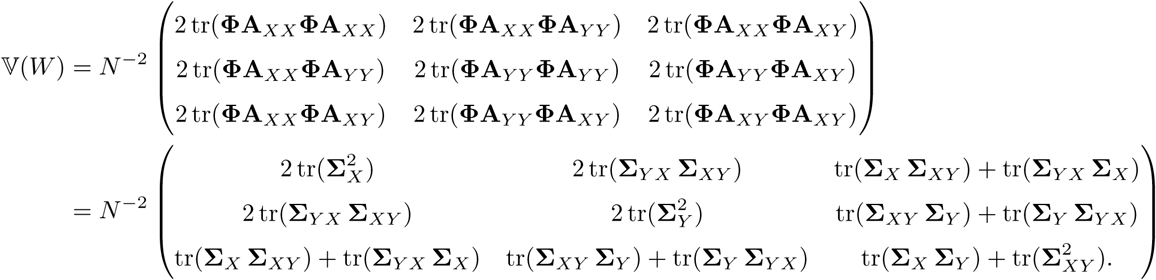 𝕍(W) = N⁻²
2 tr(ΦA_{XX}ΦA_{XX}) 2 tr(ΦA_{XX}ΦA_{YY}) 2 tr(ΦA_{XX}ΦA_{XY})
2 tr(ΦA_{XX}ΦA_{YY}) 2 tr(ΦA_{YY}ΦA_{YY}) 2 tr(ΦA_{YY}ΦA_{XY})
2 tr(ΦA_{XX}ΦA_{XY}) 2 tr(ΦA_{YY}ΦA_{XY}) 2 tr(ΦA_{XY}ΦA_{XY})
= N⁻²
2 tr(Σ_X^2) 2 tr(Σ_{YX} Σ_{XY}) tr(Σ_X Σ_{XY}) + tr(Σ_{YX} Σ_X)
2 tr(Σ_{YX} Σ_{XY}) 2 tr(Σ_Y^2) tr(Σ_{XY} Σ_Y) + tr(Σ_Y Σ_{YX})
tr(Σ_X Σ_{XY}) + tr(Σ_{YX} Σ_X) tr(Σ_{XY} Σ_Y) + tr(Σ_Y Σ_{YX}) tr(Σ_X Σ_Y) + tr(Σ_{XY}^2).